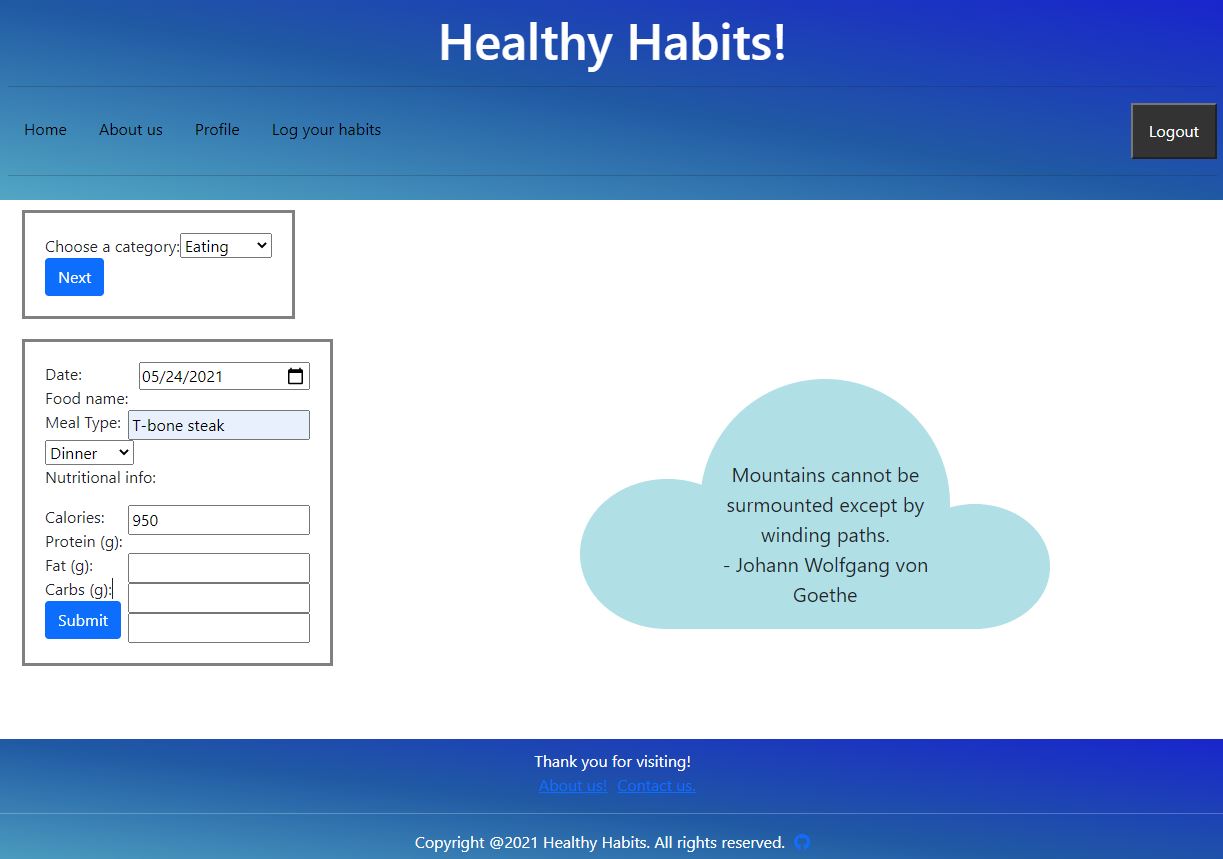 Healthy Habits!
Home About us Profile Log your habits Logout
Choose a category: Eating
Next
Date: 05/24/2021
Food name:
Meal Type: T-bone steak
Dinner
Nutritional info:
Calories: 950
Protein (g):
Fat (g):
Carbs (g):
Submit
Mountains cannot be
surmounted except by
winding paths.
- Johann Wolfgang von
Goethe
Thank you for visiting!
About us! Contact us.
Copyright @2021 Healthy Habits. All rights reserved.